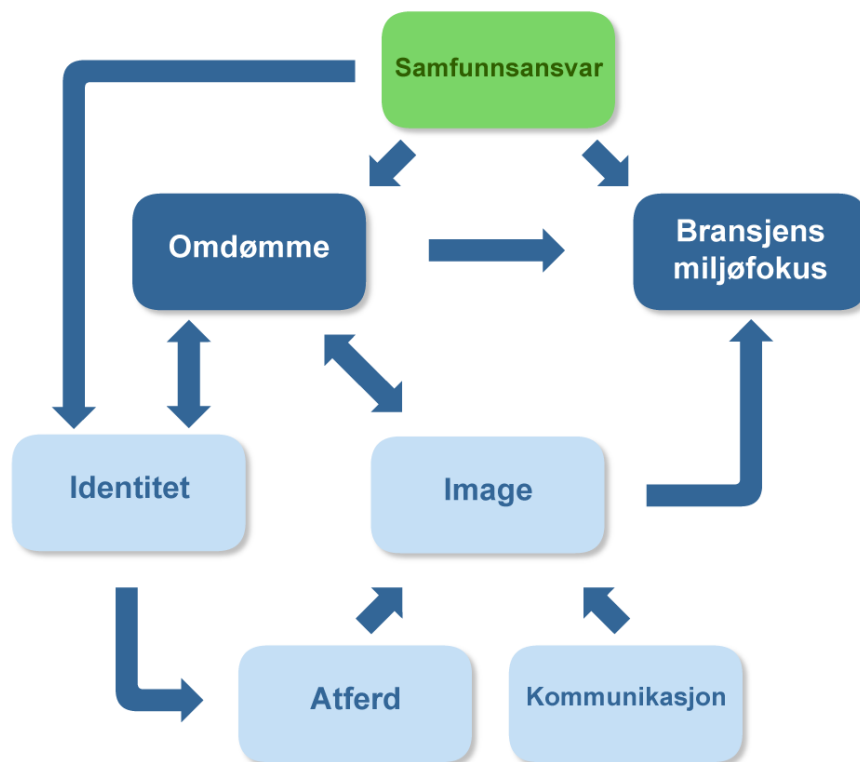 Samfunnsansvar
Omdømme
Bransjens
miljøfokus
Identitet
Image
Atferd
Kommunikasjon